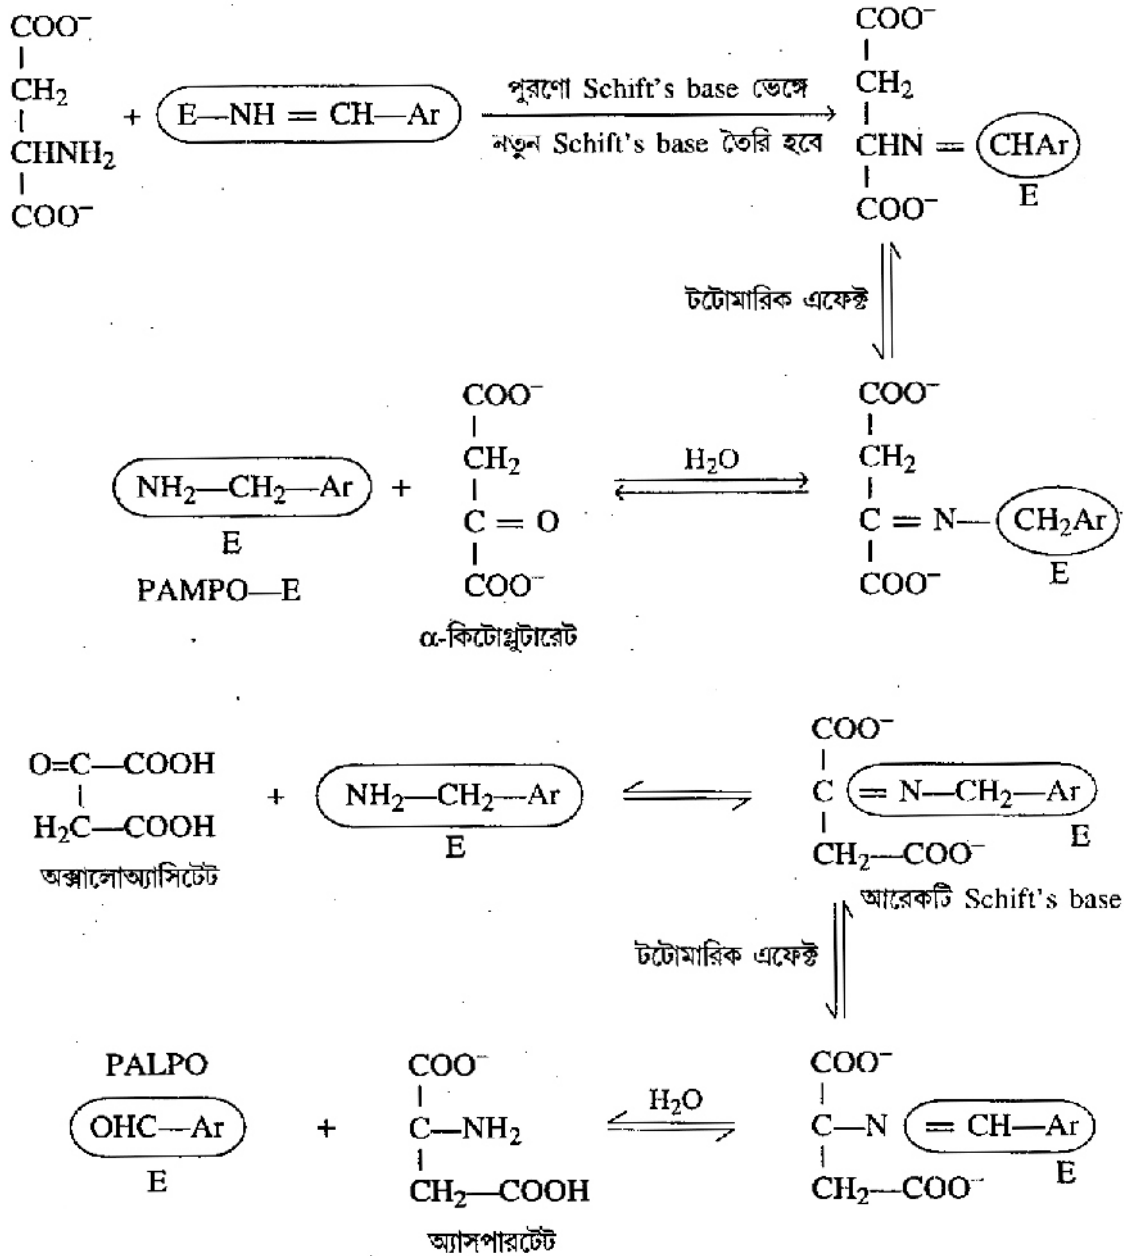 COO⁻
CH₂
CHNH₂
COO⁻
+
E—NH = CH—Ar
পুরণো Schift's base ভেঙ্গে
নতুন Schift's base তৈরি হবে
COO⁻
CH₂
CHN = CHAr
E
COO⁻
টটোমারিক এফেক্ট
COO⁻
CH₂
C = N— CH₂Ar
E
COO⁻
H₂O
COO⁻
CH₂
C = O
COO⁻
α-কিটোগ্লুটারেট
+
NH₂—CH₂—Ar
E
PAMPO—E
O=C—COOH
H₂C—COOH
অক্সালোঅ্যাসিটেট
+
NH₂—CH₂—Ar
E
COO⁻
C = N—CH₂—Ar
E
CH₂—COO⁻
আরেকটি Schift's base
টটোমারিক এফেক্ট
COO⁻
C—N = CH—Ar
E
CH₂—COO⁻
H₂O
COO⁻
C—NH₂
CH₂—COOH
অ্যাসপারটেট
+
PALPO
OHC—Ar
E